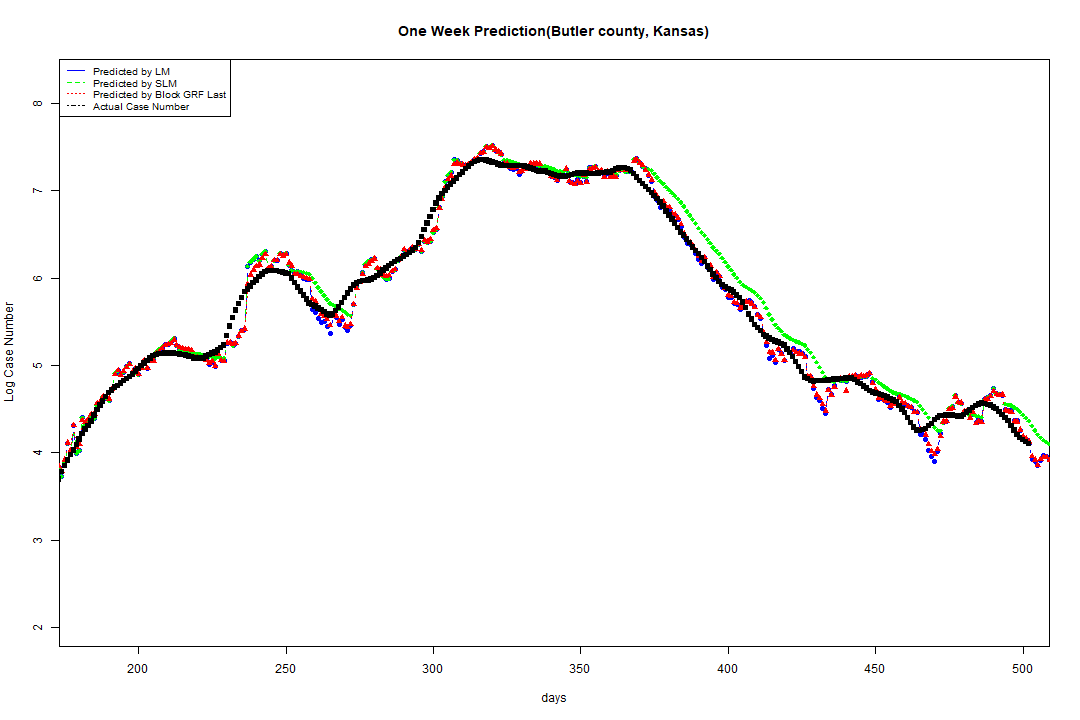 One Week Prediction(Butler county, Kansas)
Predicted by LM
Predicted by SLM
Predicted by Block GRF Last
Actual Case Number
8
7
6
5
4
3
2
Log Case Number
200 250 300 350 400 450 500
days